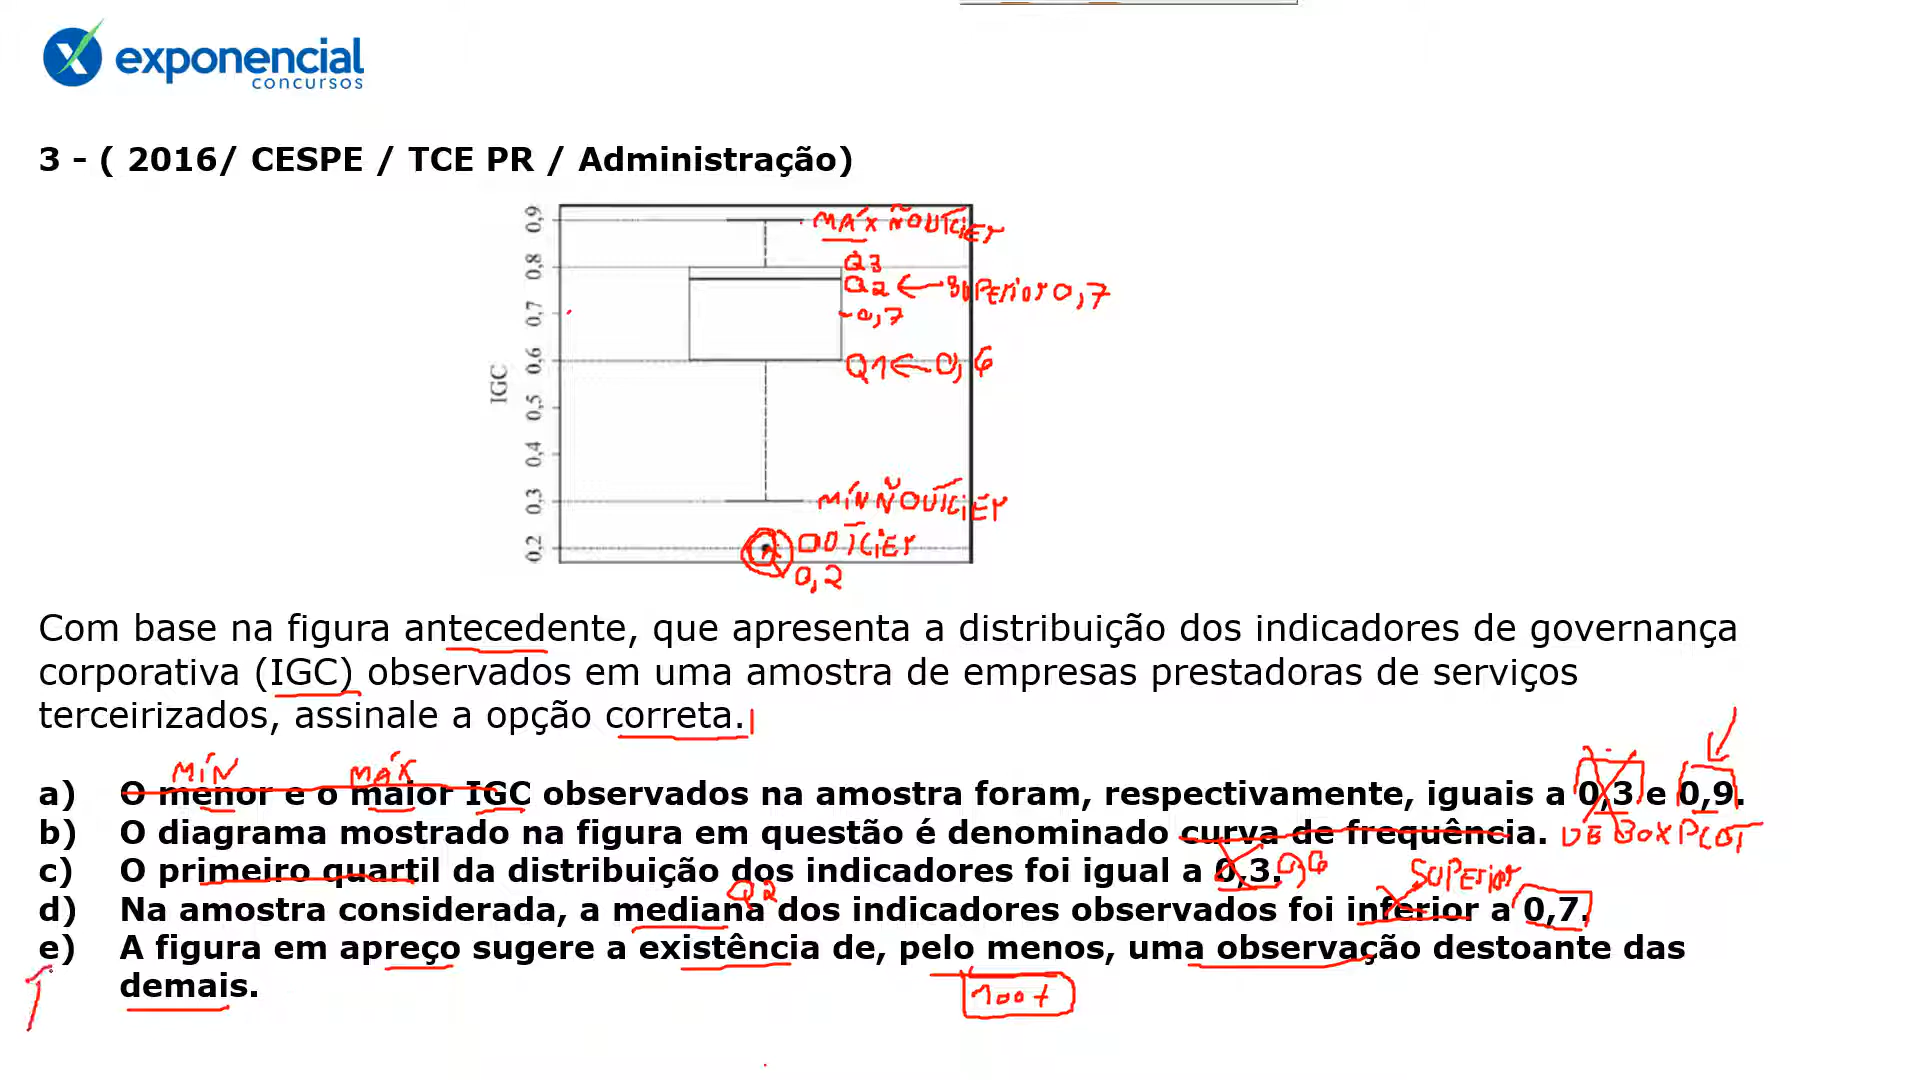 exponencial
concursos
3 - ( 2016/ CESPE / TCE PR / Administração)
0,9
MÁX ÑOUTLIER
0,8
Q3
Q2 ← SUPERIOR 0,7
0,7
-0,7
0,6
Q1 ← 0,6
IGC
0,5
0,4
0,3
MÍN ÑOUTLIER
0,2
OUTLIER
0,2
Com base na figura antecedente, que apresenta a distribuição dos indicadores de governança
corporativa (IGC) observados em uma amostra de empresas prestadoras de serviços
terceirizados, assinale a opção correta.
MÍN MÁX
a) O menor e o maior IGC observados na amostra foram, respectivamente, iguais a 0,3 e 0,9.
b) O diagrama mostrado na figura em questão é denominado curva de frequência. DE BOXPLOT
c) O primeiro quartil da distribuição dos indicadores foi igual a 0,3. 0,6
Q2 SUPERIOR
d) Na amostra considerada, a mediana dos indicadores observados foi inferior a 0,7.
e) A figura em apreço sugere a existência de, pelo menos, uma observação destoante das
demais.
1 OU +